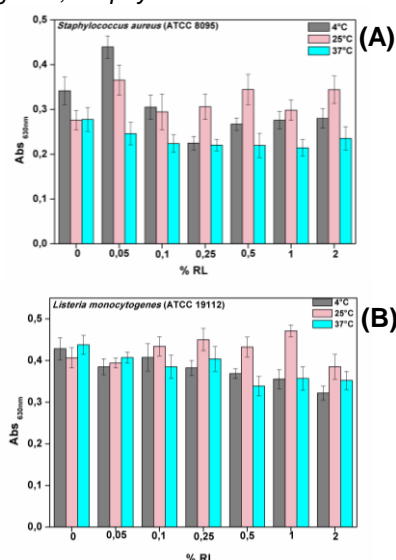 Staphylococcus aureus (ATCC 8095)
4°C
25°C
37°C
(A)
0,5
0,4
0,3
0,2
0,1
0,0
Abs 630nm
0 0,05 0,1 0,25 0,5 1 2
% RL
Listeria monocytogenes (ATCC 19112)
4°C
25°C
37°C
(B)
0,5
0,4
0,3
0,2
0,1
0,0
Abs 630nm
0 0,05 0,1 0,25 0,5 1 2
% RL